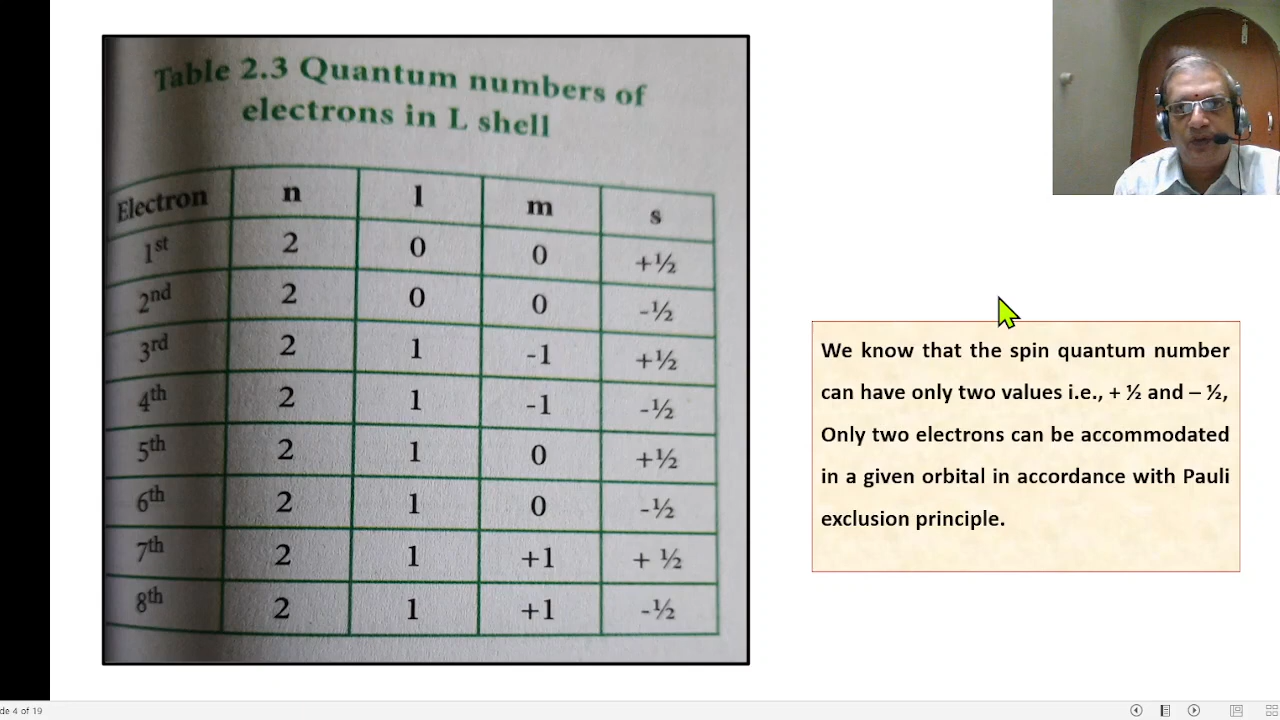 Table 2.3 Quantum numbers of
electrons in L shell
Electron n l m s
1st 2 0 0 +½
2nd 2 0 0 -½
3rd 2 1 -1 +½
4th 2 1 -1 -½
5th 2 1 0 +½
6th 2 1 0 -½
7th 2 1 +1 + ½
8th 2 1 +1 -½
We know that the spin quantum number
can have only two values i.e., + ½ and – ½,
Only two electrons can be accommodated
in a given orbital in accordance with Pauli
exclusion principle.
de 4 of 19